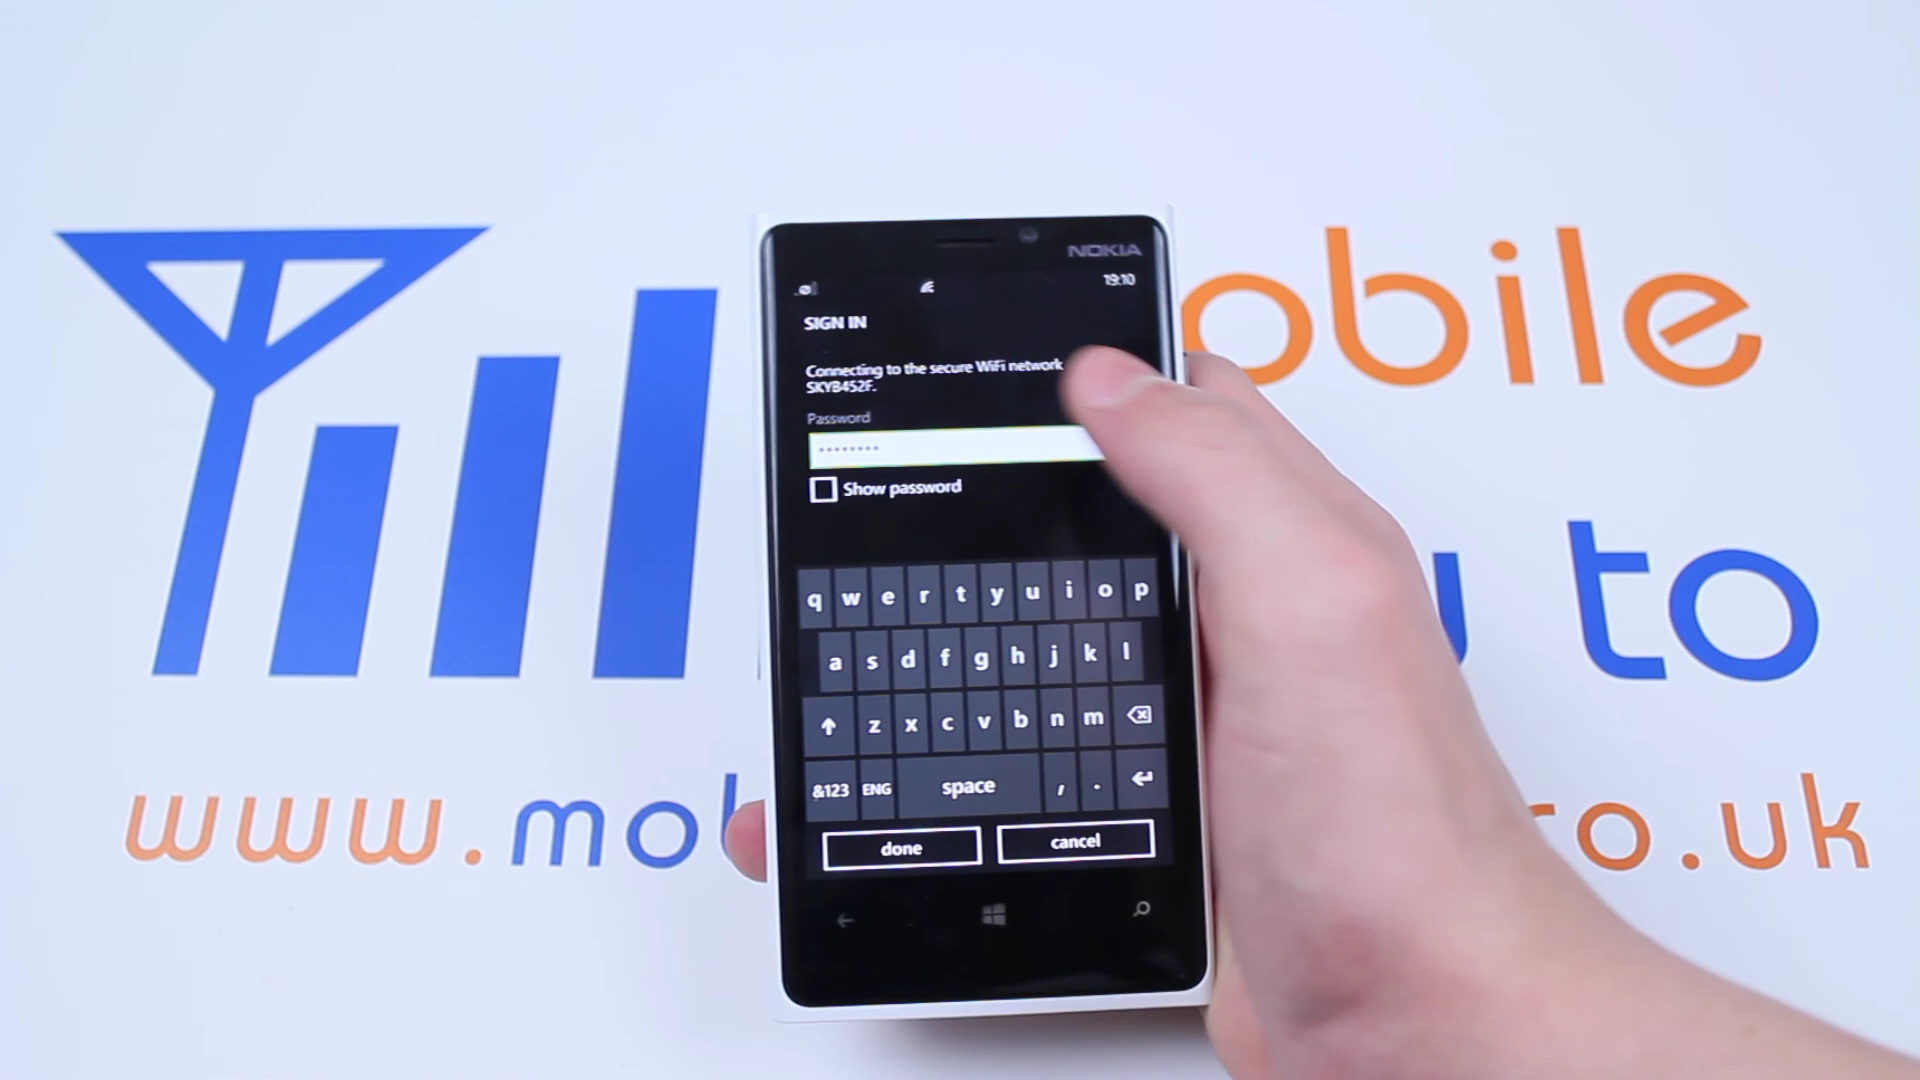 NOKIA
19:10
SIGN IN
Connecting to the secure WiFi network
SKYB452F.
Password
••••••••
Show password
q w e r t y u i o p
a s d f g h j k l
z x c v b n m
&123 ENG space , .
done cancel
obile
to
www.mo
co.uk